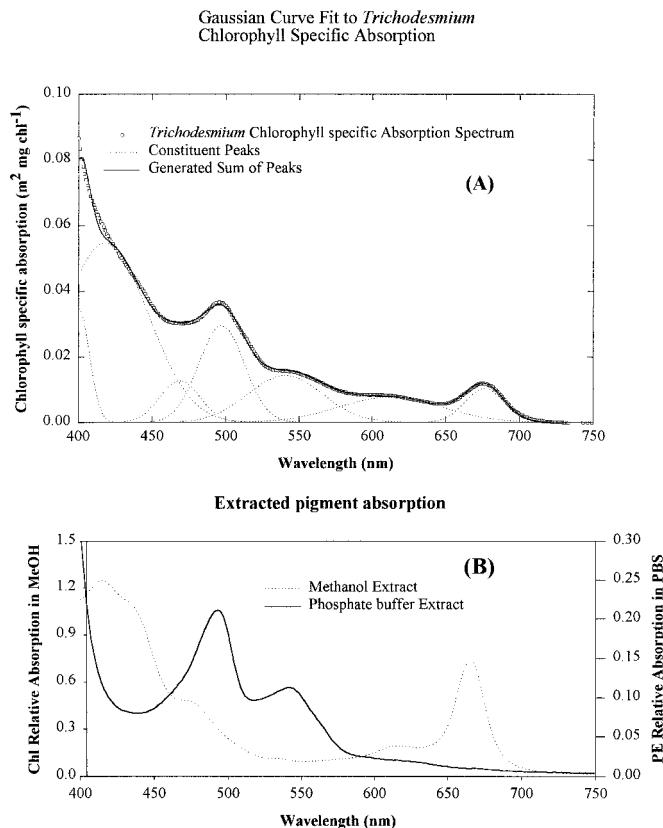 Gaussian Curve Fit to Trichodesmium
Chlorophyll Specific Absorption
0.10
0.08
0.06
0.04
0.02
0.00
Chlorophyll specific absorption (m² mg chl⁻¹)
Trichodesmium Chlorophyll specific Absorption Spectrum
Constituent Peaks
Generated Sum of Peaks
(A)
400 450 500 550 600 650 700 750
Wavelength (nm)
Extracted pigment absorption
1.5
1.2
0.9
0.6
0.3
0.0
Chl Relative Absorption in MeOH
Methanol Extract
Phosphate buffer Extract
(B)
0.30
0.25
0.20
0.15
0.10
0.05
0.00
PE Relative Absorption in PBS
400 450 500 550 600 650 700 750
Wavelength (nm)